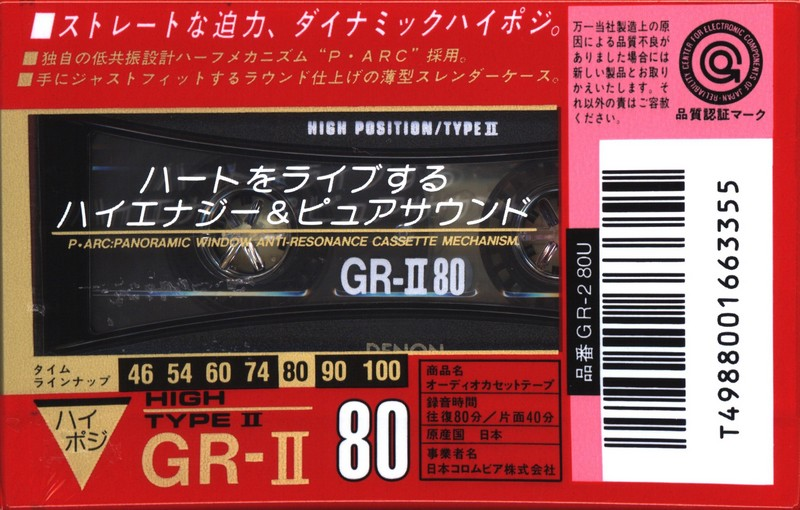 ■ストレートな迫力、ダイナミックハイポジ。
■独自の低共振設計ハーフメカニズム“P・ARC”採用。
■手にジャストフィットするラウンド仕上げの薄型スレンダーケース。
HIGH POSITION/TYPE II
ハートをライブする
ハイエナジー&ピュアサウンド
P・ARC:PANORAMIC WINDOW ANTI-RESONANCE CASSETTE MECHANISM.
GR-II 80
DENON
タイム
ラインナップ
46 54 60 74 80 90 100
ハイ
ポジ
HIGH
TYPE II
GR-II
80
商品名
オーディオカセットテープ
録音時間
往復80分/片面40分
原産国 日本
事業者名
日本コロムビア株式会社
万一当社製造上の原
因による品質不良が
ありました場合には
新しい製品とお取り
かえいたします。そ
れ以外の責はご容赦
ください。
RELIABILITY CENTER FOR ELECTRONIC COMPONENTS OF JAPAN
品質認証マーク
品番 GR-2 80U
T4988001663355